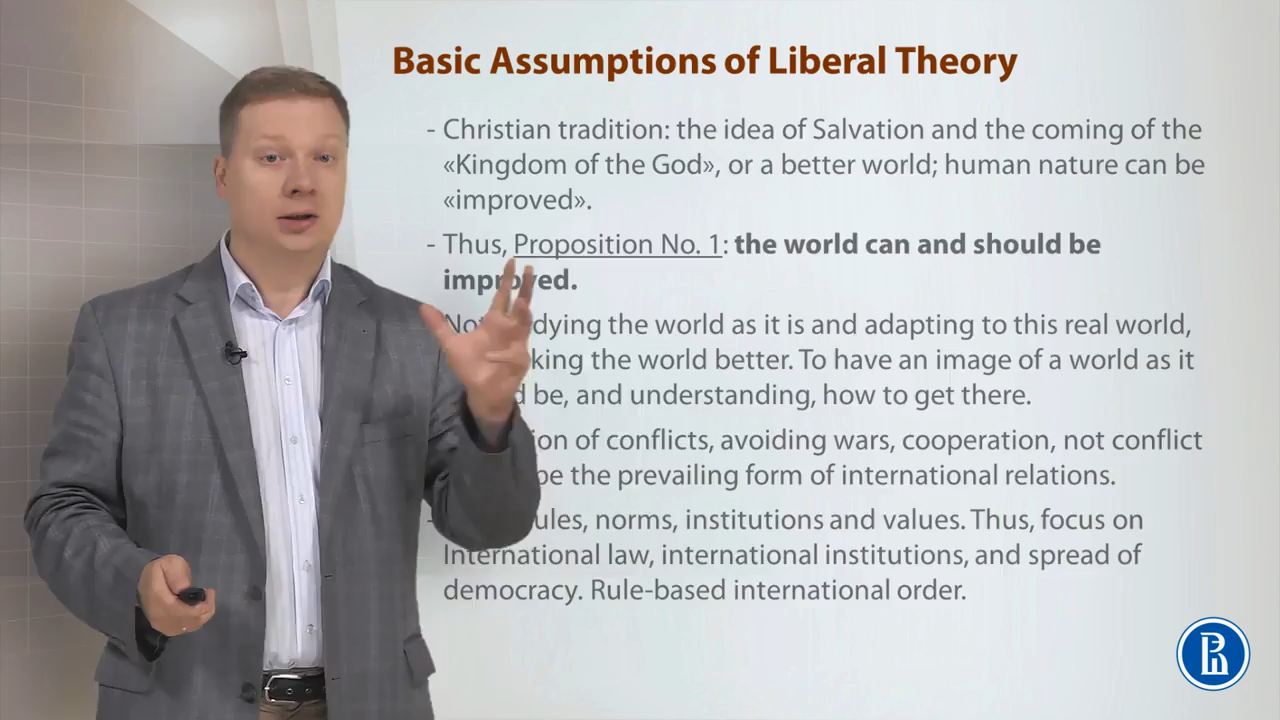 Basic Assumptions of Liberal Theory
- Christian tradition: the idea of Salvation and the coming of the
«Kingdom of the God», or a better world; human nature can be
«improved».
- Thus, Proposition No. 1: the world can and should be
improved.
the world as it is and adapting to this real world,
the world better. To have an image of a world as it
be, and understanding, how to get there.
of conflicts, avoiding wars, cooperation, not conflict
be the prevailing form of international relations.
- rules, norms, institutions and values. Thus, focus on
International law, international institutions, and spread of
democracy. Rule-based international order.